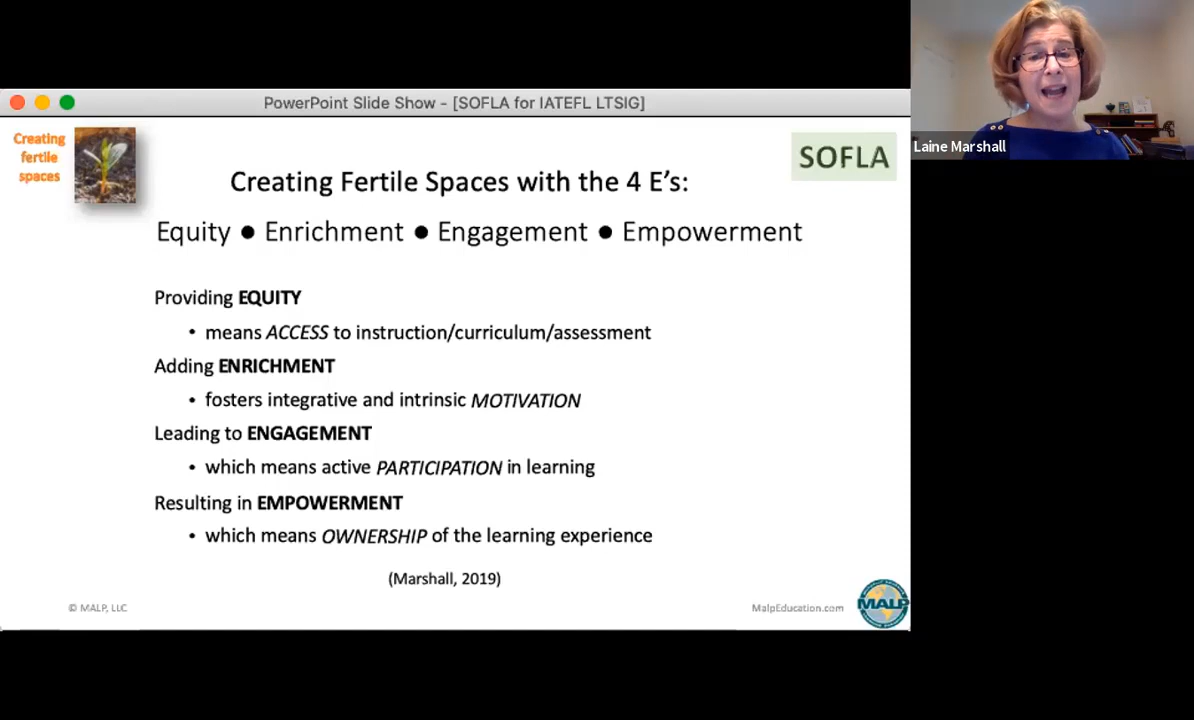 PowerPoint Slide Show - [SOFLA for IATEFL LTSIG]
Creating
fertile
spaces
SOFLA
Creating Fertile Spaces with the 4 E's:
Equity ● Enrichment ● Engagement ● Empowerment
Providing EQUITY
• means ACCESS to instruction/curriculum/assessment
Adding ENRICHMENT
• fosters integrative and intrinsic MOTIVATION
Leading to ENGAGEMENT
• which means active PARTICIPATION in learning
Resulting in EMPOWERMENT
• which means OWNERSHIP of the learning experience
(Marshall, 2019)
© MALP, LLC
MalpEducation.com
MALP
Laine Marshall